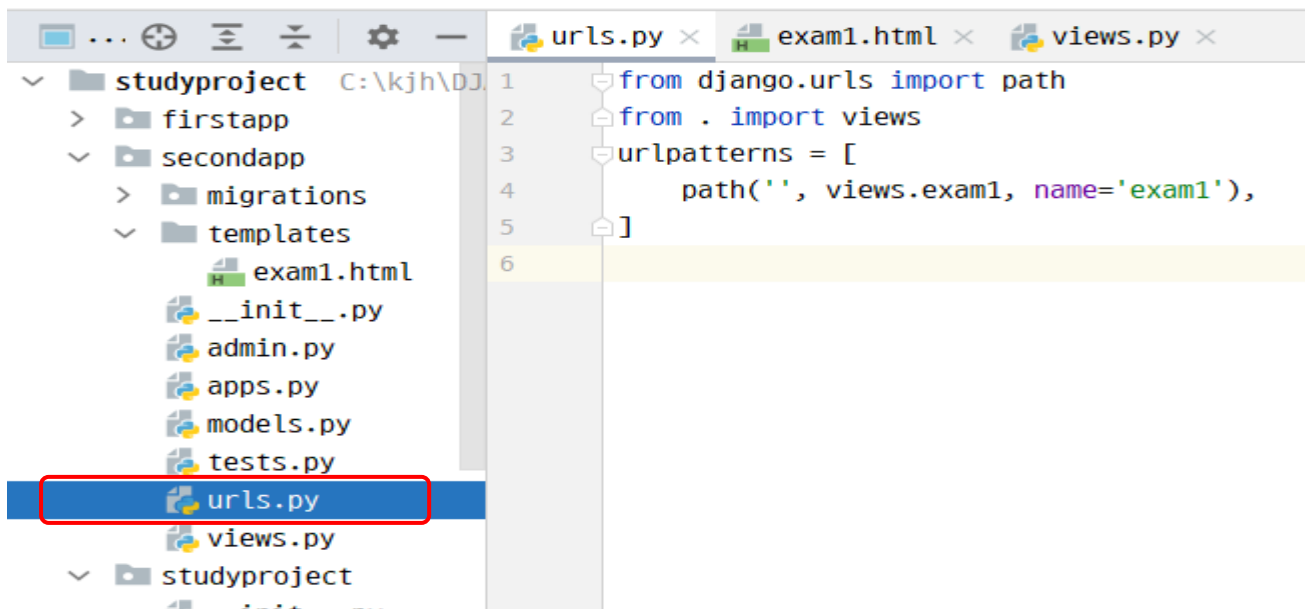 ... urls.py exam1.html views.py
studyproject C:\kjh\DJ
firstapp
secondapp
migrations
templates
exam1.html
__init__.py
admin.py
apps.py
models.py
tests.py
urls.py
views.py
studyproject
1 from django.urls import path
2 from . import views
3 urlpatterns = [
4 path('', views.exam1, name='exam1'),
5 ]
6